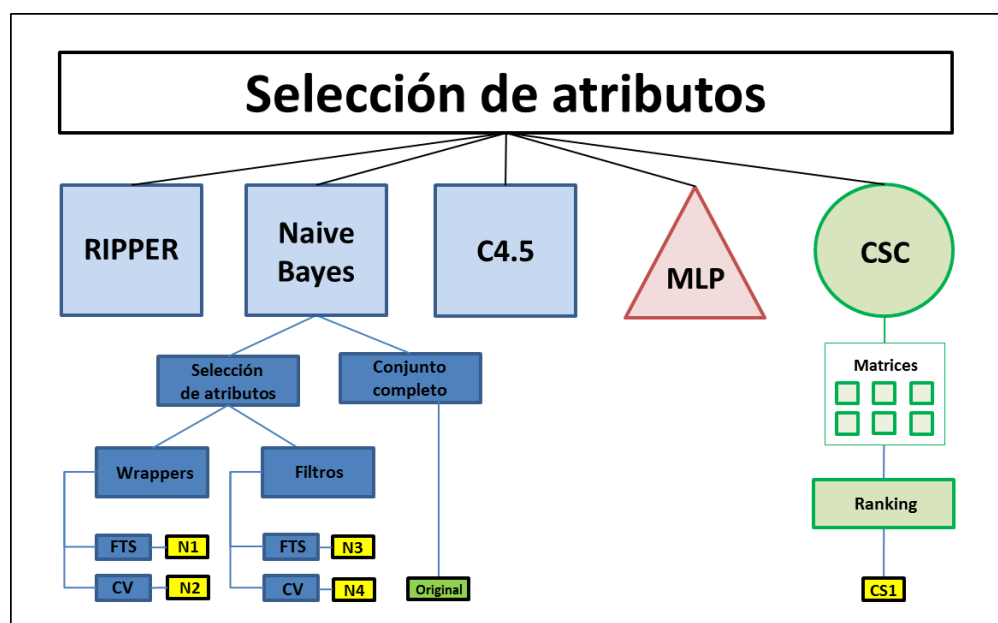 Selección de atributos
RIPPER
Naive
Bayes
C4.5
MLP
CSC
Selección
de atributos
Conjunto
completo
Matrices
Wrappers
Filtros
Ranking
FTS
N1
FTS
N3
CV
N2
CV
N4
Original
CS1